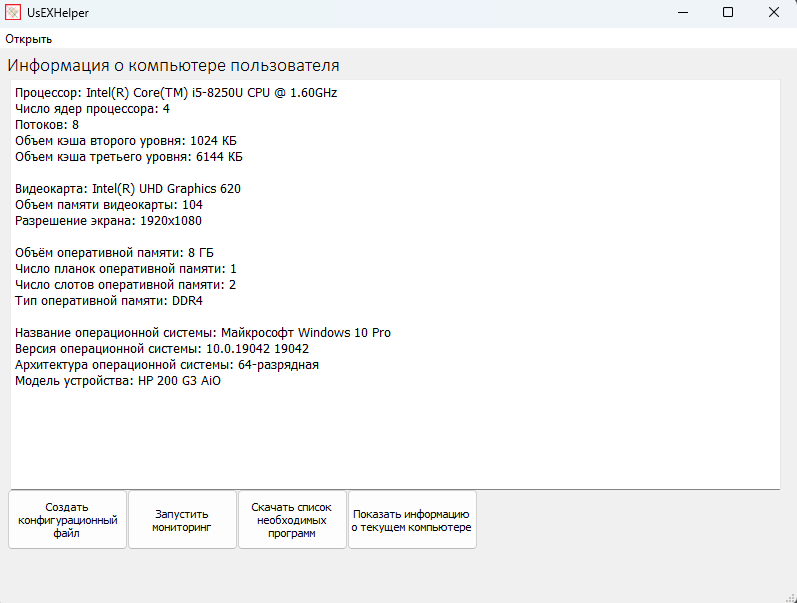 UsEXHelper
Открыть
Информация о компьютере пользователя
Процессор: Intel(R) Core(TM) i5-8250U CPU @ 1.60GHz
Число ядер процессора: 4
Потоков: 8
Объем кэша второго уровня: 1024 КБ
Объем кэша третьего уровня: 6144 КБ
Видеокарта: Intel(R) UHD Graphics 620
Объем памяти видеокарты: 104
Разрешение экрана: 1920x1080
Объём оперативной памяти: 8 ГБ
Число планок оперативной памяти: 1
Число слотов оперативной памяти: 2
Тип оперативной памяти: DDR4
Название операционной системы: Майкрософт Windows 10 Pro
Версия операционной системы: 10.0.19042 19042
Архитектура операционной системы: 64-разрядная
Модель устройства: HP 200 G3 AiO
Создать
конфигурационный
файл
Запустить
мониторинг
Скачать список
необходимых
программ
Показать информацию
о текущем компьютере